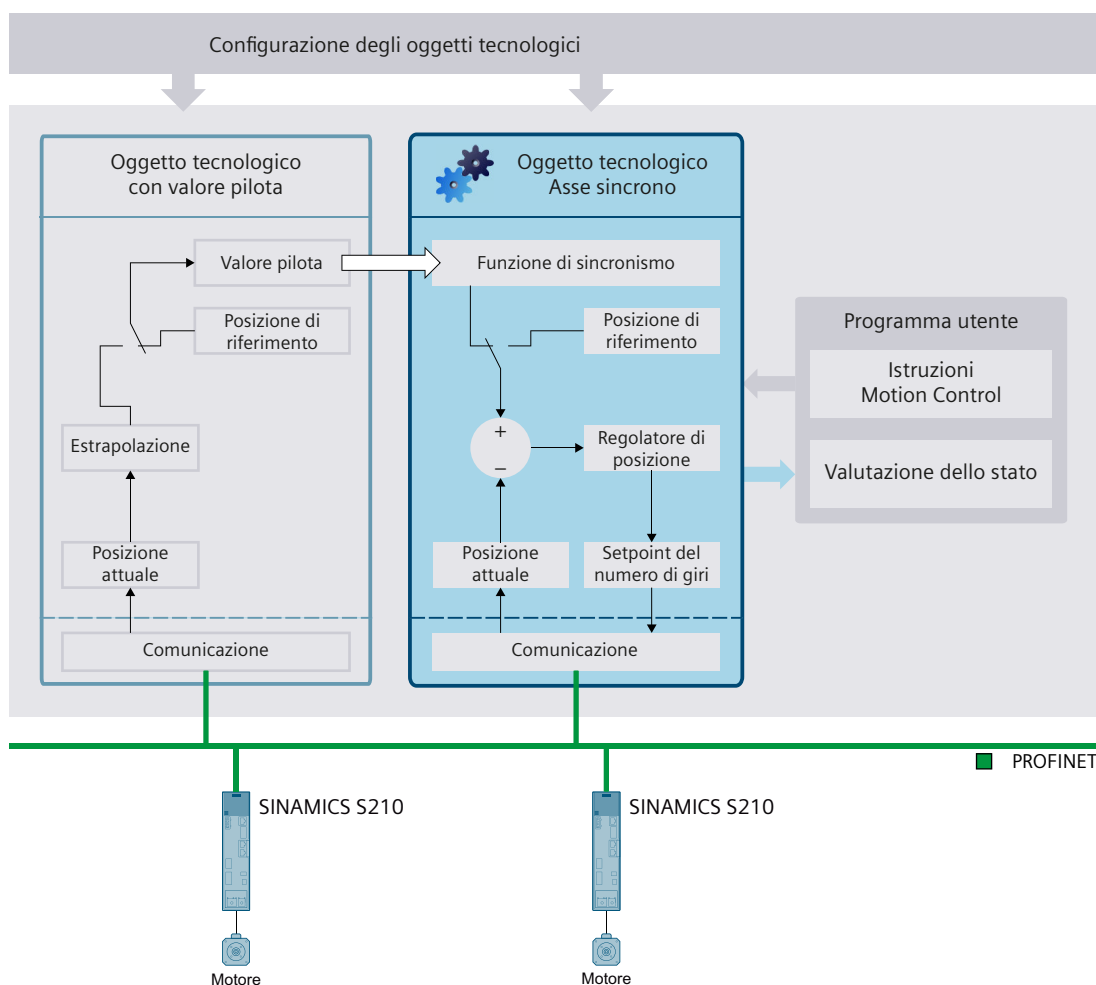 Configurazione degli oggetti tecnologici
Oggetto tecnologico
con valore pilota
Valore pilota
Posizione di
riferimento
Estrapolazione
Posizione
attuale
Comunicazione
Oggetto tecnologico
Asse sincrono
Funzione di sincronismo
Posizione di
riferimento
+
−
Regolatore di
posizione
Posizione
attuale
Setpoint del
numero di giri
Comunicazione
Programma utente
Istruzioni
Motion Control
Valutazione dello stato
PROFINET
SINAMICS S210
Motore
SINAMICS S210
Motore